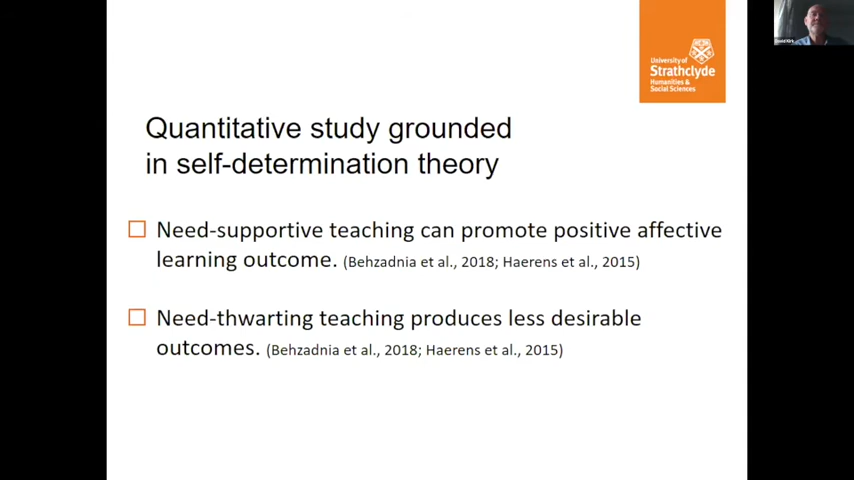 University of
Strathclyde
Humanities &
Social Sciences
David Kirk
Quantitative study grounded
in self-determination theory
Need-supportive teaching can promote positive affective
learning outcome. (Behzadnia et al., 2018; Haerens et al., 2015)
Need-thwarting teaching produces less desirable
outcomes. (Behzadnia et al., 2018; Haerens et al., 2015)